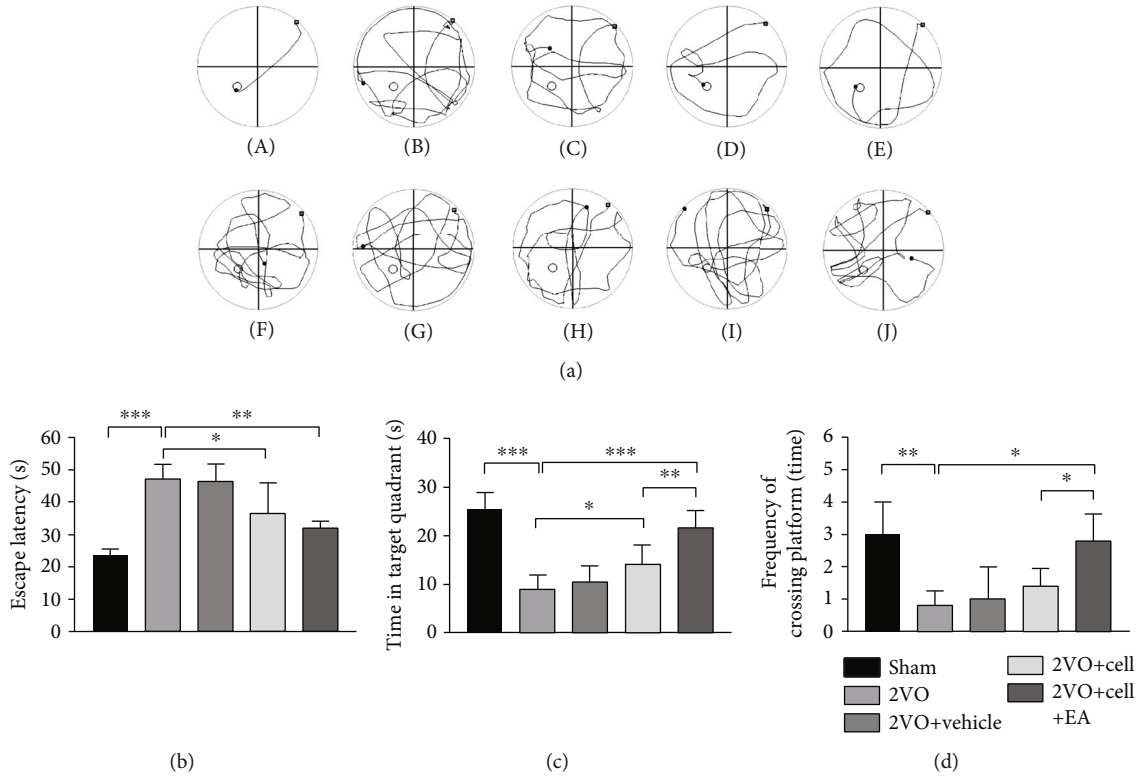 (A) (B) (C) (D) (E)
(F) (G) (H) (I) (J)
(a)
Escape latency (s)
60
50
40
30
20
10
0
***
**
*
(b)
Time in target quadrant (s)
40
30
20
10
0
***
***
**
*
(c)
Frequency of
crossing platform (time)
6
5
4
3
2
1
0
**
*
*
Sham
2VO
2VO+vehicle
2VO+cell
2VO+cell
+EA
(d)